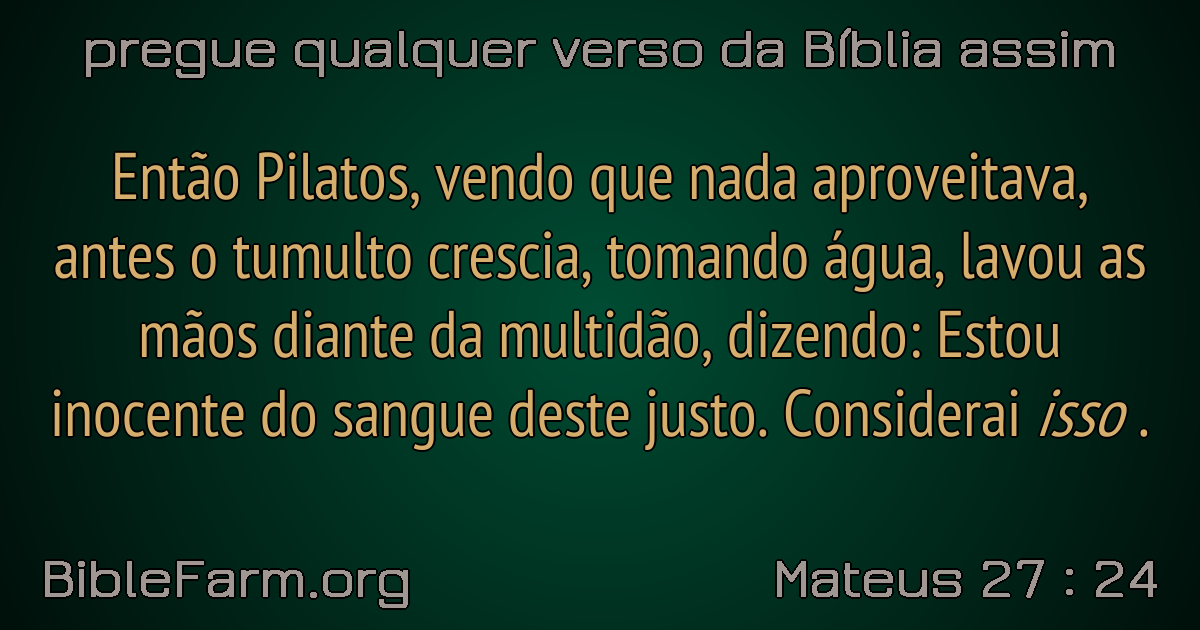 pregue qualquer verso da Bíblia assim
Então Pilatos, vendo que nada aproveitava,
antes o tumulto crescia, tomando água, lavou as
mãos diante da multidão, dizendo: Estou
inocente do sangue deste justo. Considerai isso .
BibleFarm.org
Mateus 27 : 24